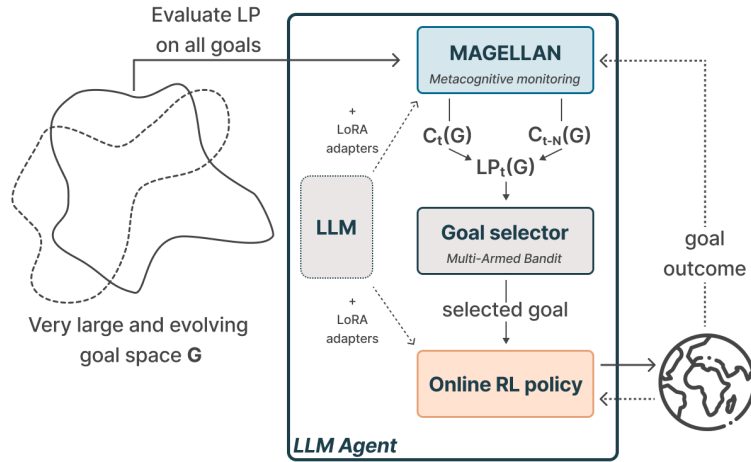 Evaluate LP
on all goals
MAGELLAN
Metacognitive monitoring
+
LoRA
adapters
Cₜ(G)
Cₜ₋ₙ(G)
LPₜ(G)
LLM
Goal selector
Multi-Armed Bandit
goal
outcome
+
LoRA
adapters
selected goal
Very large and evolving
goal space G
Online RL policy
LLM Agent